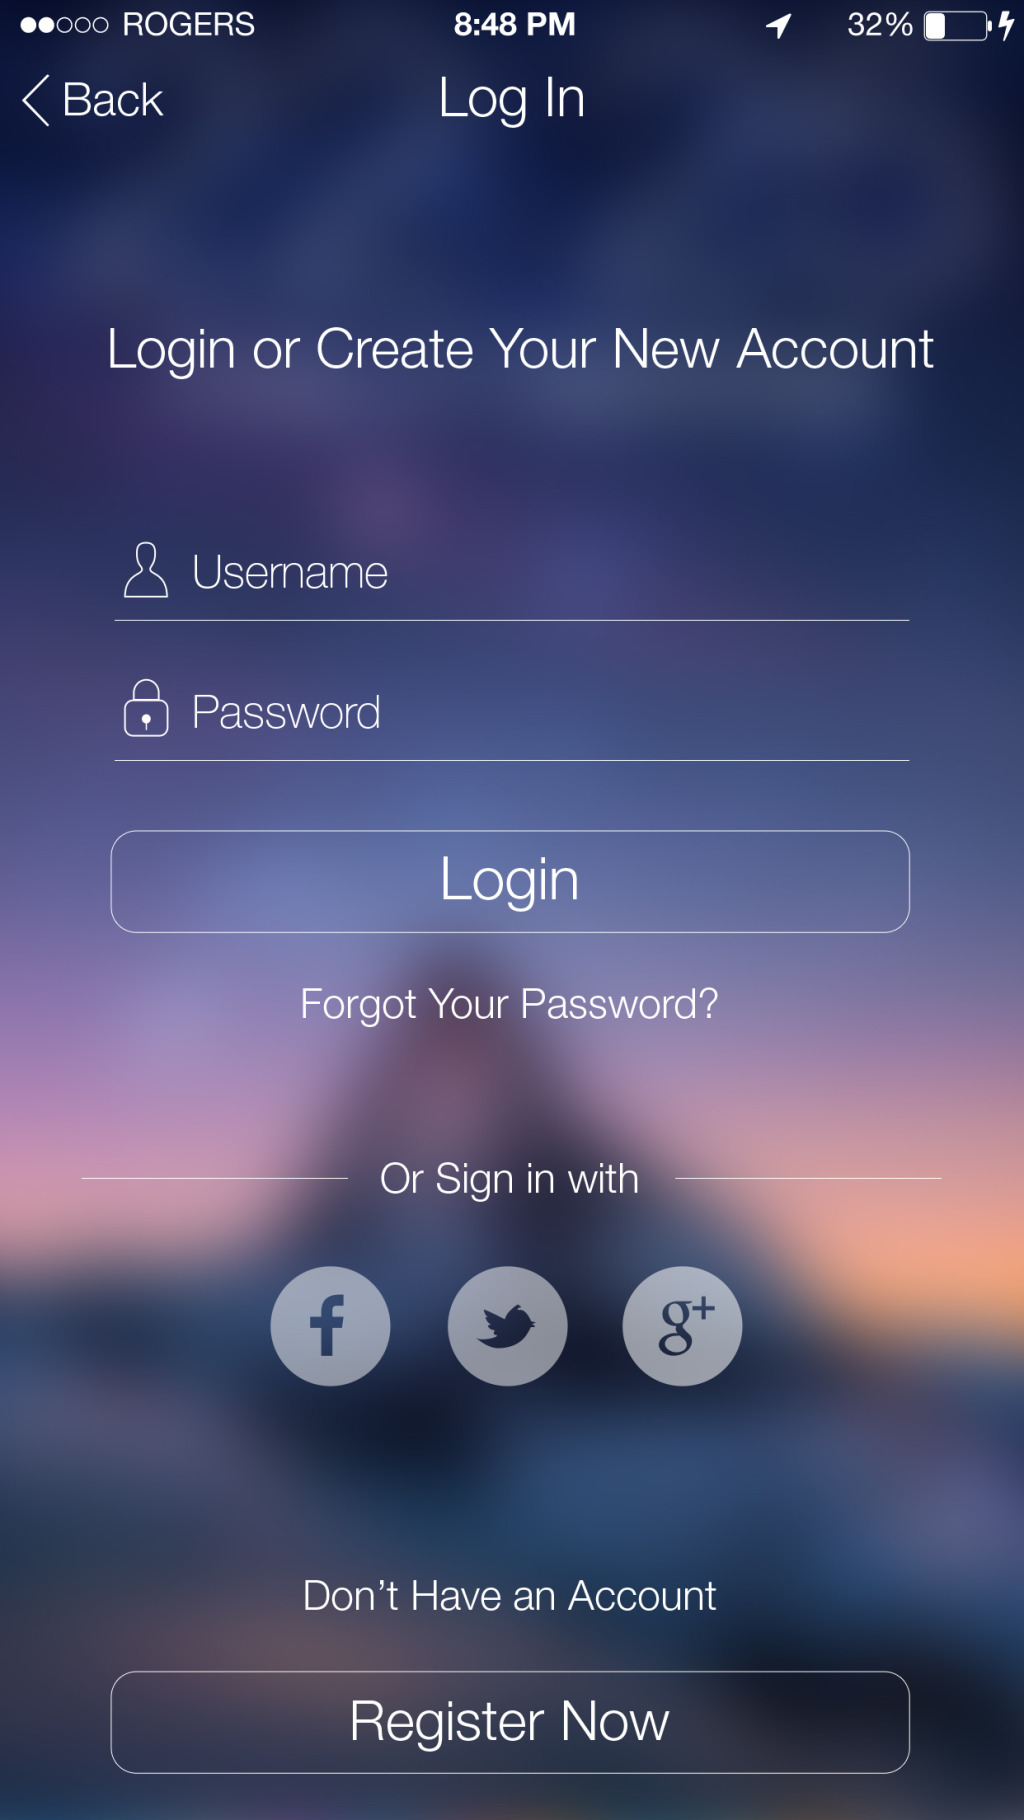 ROGERS 8:48 PM 32%
Back Log In
Login or Create Your New Account
Username
Password
Login
Forgot Your Password?
Or Sign in with
f g+
Don’t Have an Account
Register Now